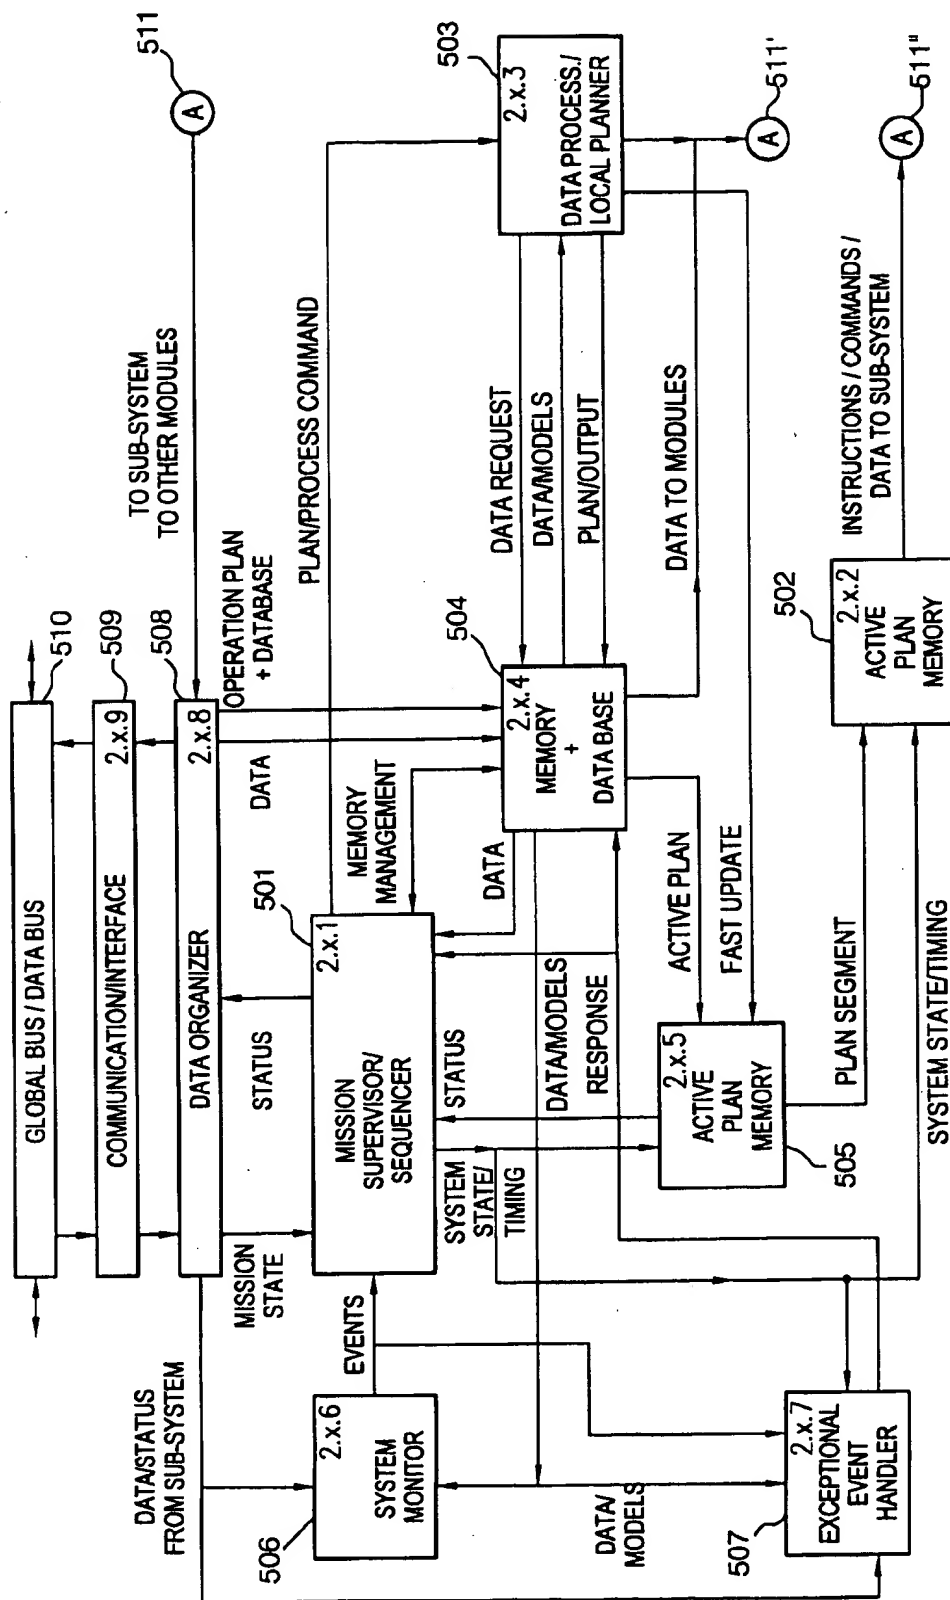 GLOBAL BUS / DATA BUS
510
COMMUNICATION/INTERFACE
2.x.9
509
DATA ORGANIZER
2.x.8
508
TO SUB-SYSTEM
TO OTHER MODULES
511
A
DATA/STATUS
FROM SUB-SYSTEM
MISSION
STATE
STATUS
DATA
OPERATION PLAN
+ DATABASE
PLAN/PROCESS COMMAND
2.x.6
SYSTEM
MONITOR
506
EVENTS
501
2.x.1
MISSION
SUPERVISOR/
SEQUENCER
MEMORY
MANAGEMENT
SYSTEM
STATE/
TIMING
STATUS
DATA
DATA/MODELS
RESPONSE
504
2.x.4
MEMORY
+
DATA BASE
DATA REQUEST
DATA/MODELS
PLAN/OUTPUT
503
2.x.3
DATA PROCESS./
LOCAL PLANNER
DATA TO MODULES
A
511'
DATA/
MODELS
ACTIVE PLAN
FAST UPDATE
2.x.5
ACTIVE
PLAN
MEMORY
505
507
2.x.7
EXCEPTIONAL
EVENT
HANDLER
PLAN SEGMENT
SYSTEM STATE/TIMING
502
2.x.2
ACTIVE
PLAN
MEMORY
INSTRUCTIONS / COMMANDS /
DATA TO SUB-SYSTEM
A
511"